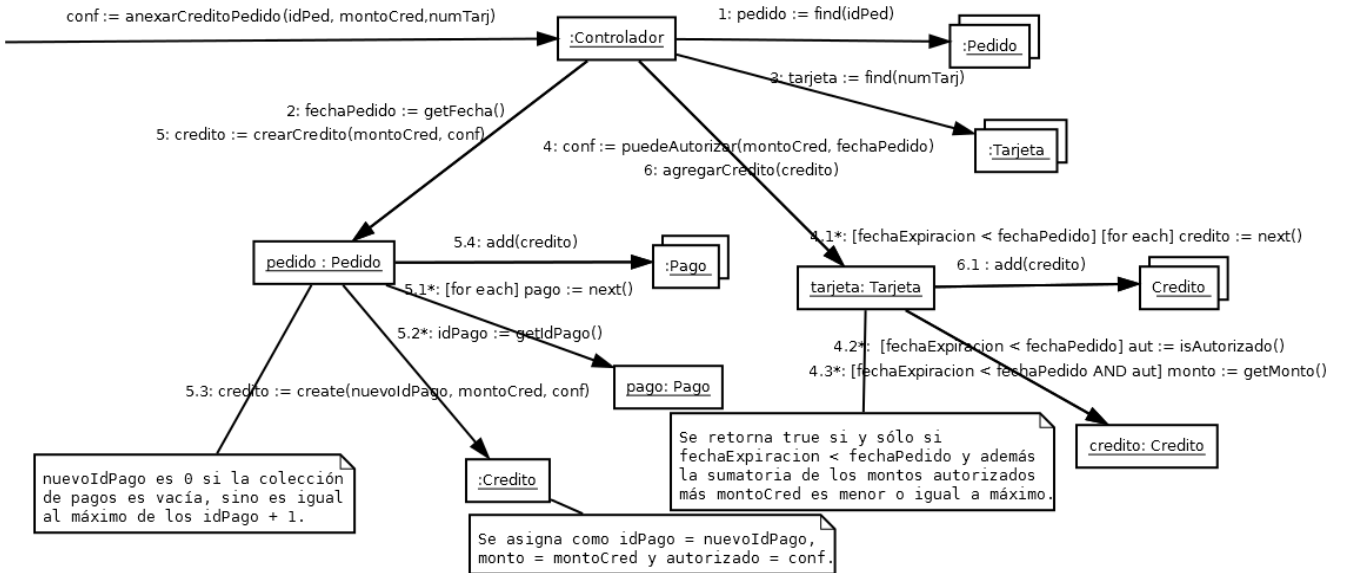 conf := anexarCreditoPedido(idPed, montoCred,numTarj)
1: pedido := find(idPed)
:Controlador
:Pedido
3: tarjeta := find(numTarj)
2: fechaPedido := getFecha()
5: credito := crearCredito(montoCred, conf)
4: conf := puedeAutorizar(montoCred, fechaPedido)
6: agregarCredito(credito)
:Tarjeta
5.4: add(credito)
4.1*: [fechaExpiracion < fechaPedido] [for each] credito := next()
pedido : Pedido
:Pago
6.1 : add(credito)
5.1*: [for each] pago := next()
tarjeta: Tarjeta
Credito
5.2*: idPago := getIdPago()
4.2*: [fechaExpiracion < fechaPedido] aut := isAutorizado()
4.3*: [fechaExpiracion < fechaPedido AND aut] monto := getMonto()
5.3: credito := create(nuevoIdPago, montoCred, conf)
pago: Pago
Se retorna true si y sólo si
fechaExpiracion < fechaPedido y además
la sumatoria de los montos autorizados
más montoCred es menor o igual a máximo.
credito: Credito
nuevoIdPago es 0 si la colección
de pagos es vacía, sino es igual
al máximo de los idPago + 1.
:Credito
Se asigna como idPago = nuevoIdPago,
monto = montoCred y autorizado = conf.